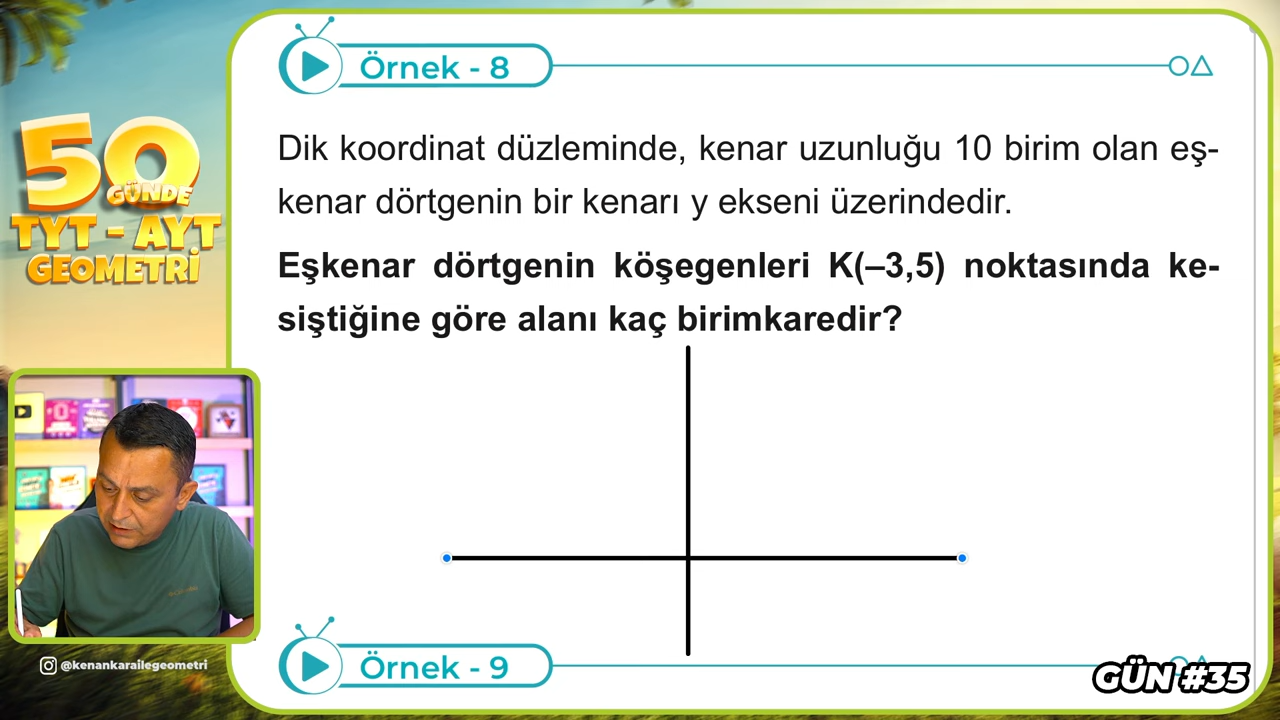 Örnek - 8
Dik koordinat düzleminde, kenar uzunluğu 10 birim olan eş-
kenar dörtgenin bir kenarı y ekseni üzerindedir.
Eşkenar dörtgenin köşegenleri K(–3,5) noktasında ke-
siştiğine göre alanı kaç birimkaredir?
50
GÜNDE
TYT - AYT
GEOMETRİ
@kenankarailegeometri
Örnek - 9
GÜN #35